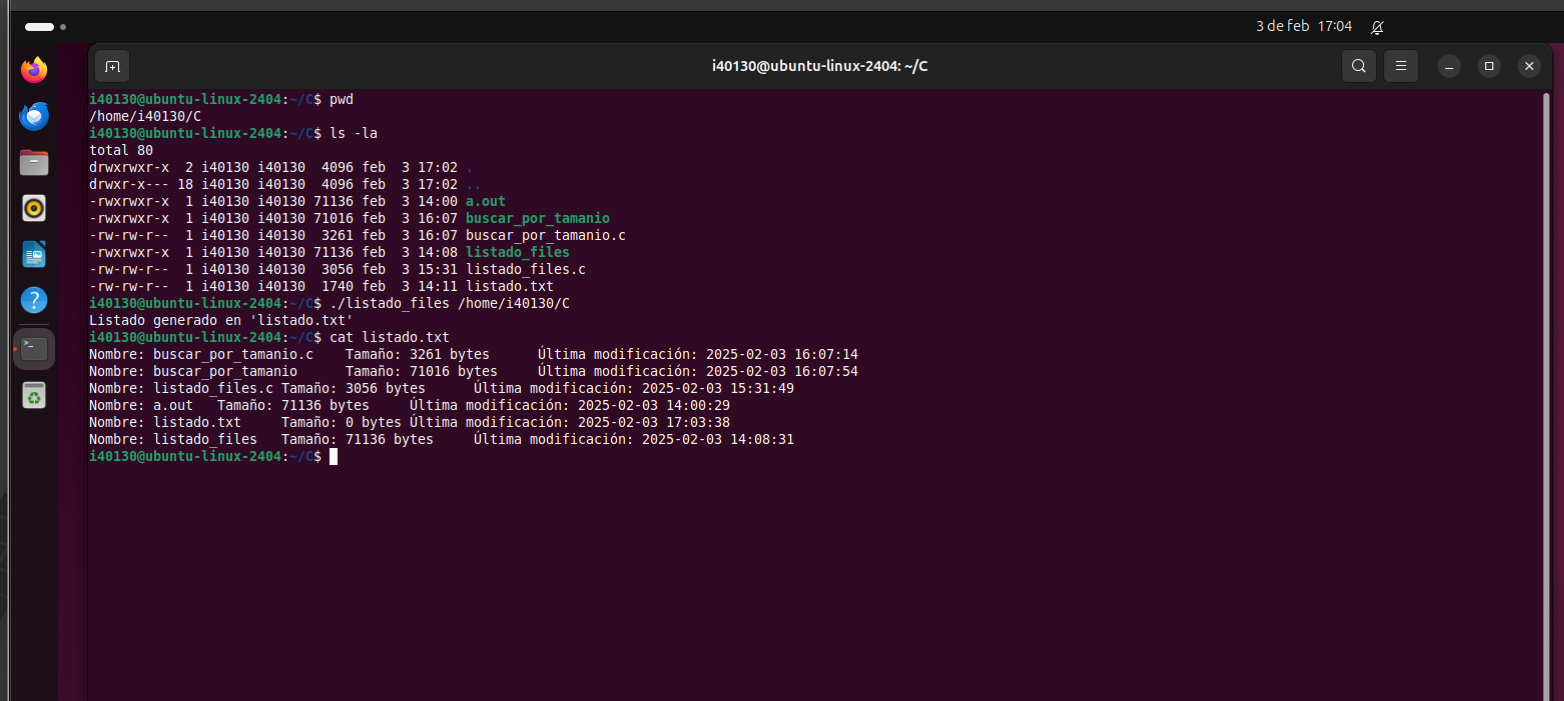 3 de feb 17:04
i40130@ubuntu-linux-2404: ~/C
i40130@ubuntu-linux-2404:~/C$ pwd
/home/i40130/C
i40130@ubuntu-linux-2404:~/C$ ls -la
total 80
drwxrwxr-x  2 i40130 i40130  4096 feb  3 17:02 .
drwxr-x--- 18 i40130 i40130  4096 feb  3 17:02 ..
-rwxrwxr-x  1 i40130 i40130 71136 feb  3 14:00 a.out
-rwxrwxr-x  1 i40130 i40130 71016 feb  3 16:07 buscar_por_tamanio
-rw-rw-r--  1 i40130 i40130  3261 feb  3 16:07 buscar_por_tamanio.c
-rwxrwxr-x  1 i40130 i40130 71136 feb  3 14:08 listado_files
-rw-rw-r--  1 i40130 i40130  3056 feb  3 15:31 listado_files.c
-rw-rw-r--  1 i40130 i40130  1740 feb  3 14:11 listado.txt
i40130@ubuntu-linux-2404:~/C$ ./listado_files /home/i40130/C
Listado generado en 'listado.txt'
i40130@ubuntu-linux-2404:~/C$ cat listado.txt
Nombre: buscar_por_tamanio.c    Tamaño: 3261 bytes      Última modificación: 2025-02-03 16:07:14
Nombre: buscar_por_tamanio      Tamaño: 71016 bytes     Última modificación: 2025-02-03 16:07:54
Nombre: listado_files.c Tamaño: 3056 bytes      Última modificación: 2025-02-03 15:31:49
Nombre: a.out   Tamaño: 71136 bytes     Última modificación: 2025-02-03 14:00:29
Nombre: listado.txt     Tamaño: 0 bytes Última modificación: 2025-02-03 17:03:38
Nombre: listado_files   Tamaño: 71136 bytes     Última modificación: 2025-02-03 14:08:31
i40130@ubuntu-linux-2404:~/C$